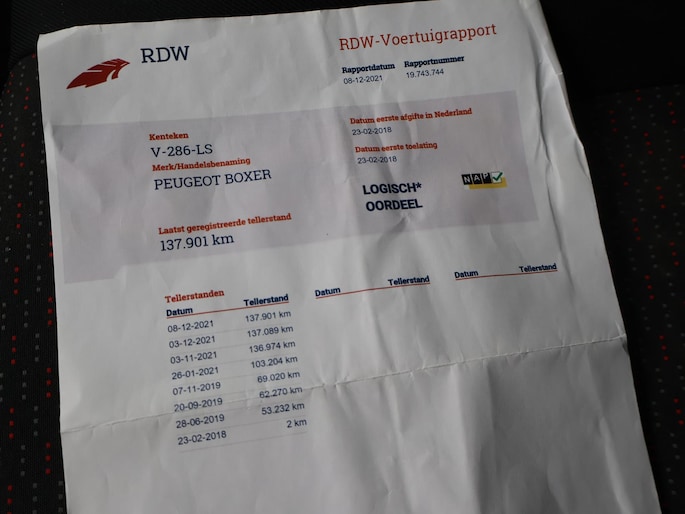 RDW
RDW-Voertuigrapport
Rapportdatum Rapportnummer
08-12-2021 19.743.744
Kenteken
V-286-LS
Merk/Handelsbenaming
PEUGEOT BOXER
Datum eerste afgifte in Nederland
23-02-2018
Datum eerste toelating
23-02-2018
LOGISCH*
OORDEEL
NAP
Laatst geregistreerde tellerstand
137.901 km
Tellerstanden
Datum Tellerstand Datum Tellerstand Datum Tellerstand
08-12-2021 137.901 km
03-12-2021 137.089 km
03-11-2021 136.974 km
26-01-2021 103.204 km
07-11-2019 69.020 km
20-09-2019 62.270 km
28-06-2019 53.232 km
23-02-2018 2 km